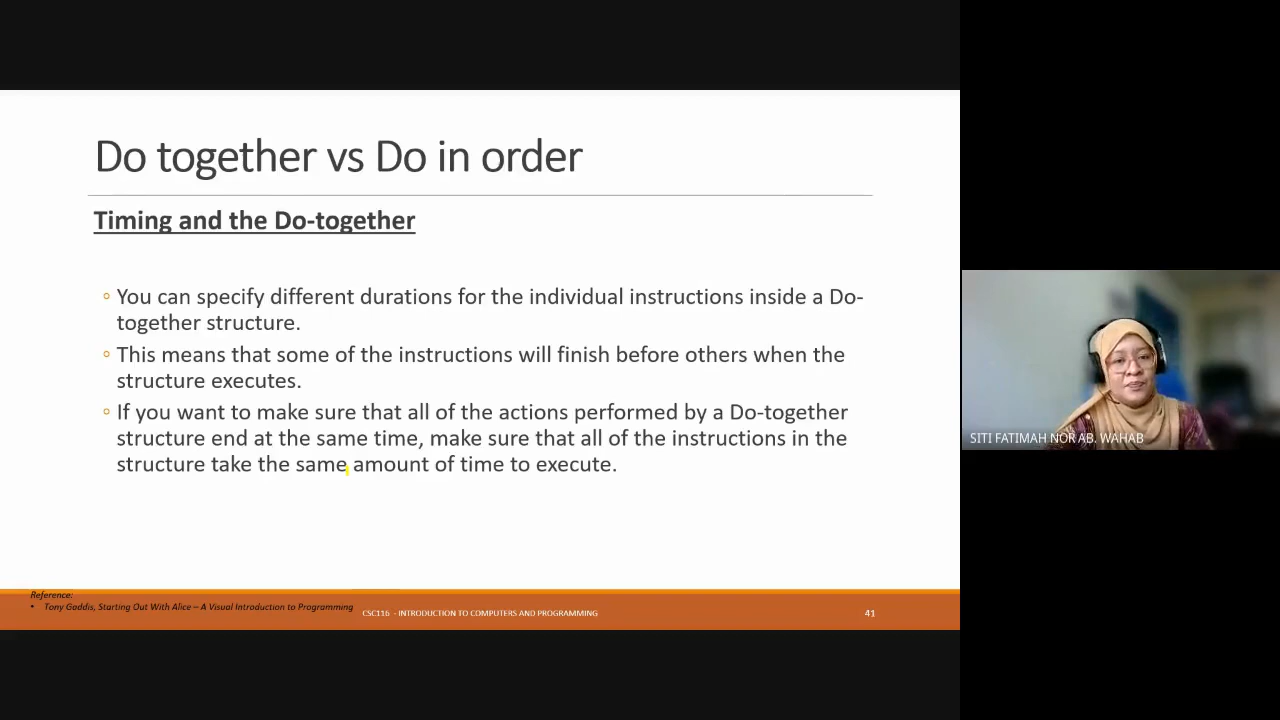 Do together vs Do in order
Timing and the Do-together
You can specify different durations for the individual instructions inside a Do-
together structure.
This means that some of the instructions will finish before others when the
structure executes.
If you want to make sure that all of the actions performed by a Do-together
structure end at the same time, make sure that all of the instructions in the
structure take the same amount of time to execute.
SITI FATIMAH NOR AB. WAHAB
Reference:
• Tony Gaddis, Starting Out With Alice – A Visual Introduction to Programming
CSC116 - INTRODUCTION TO COMPUTERS AND PROGRAMMING
41